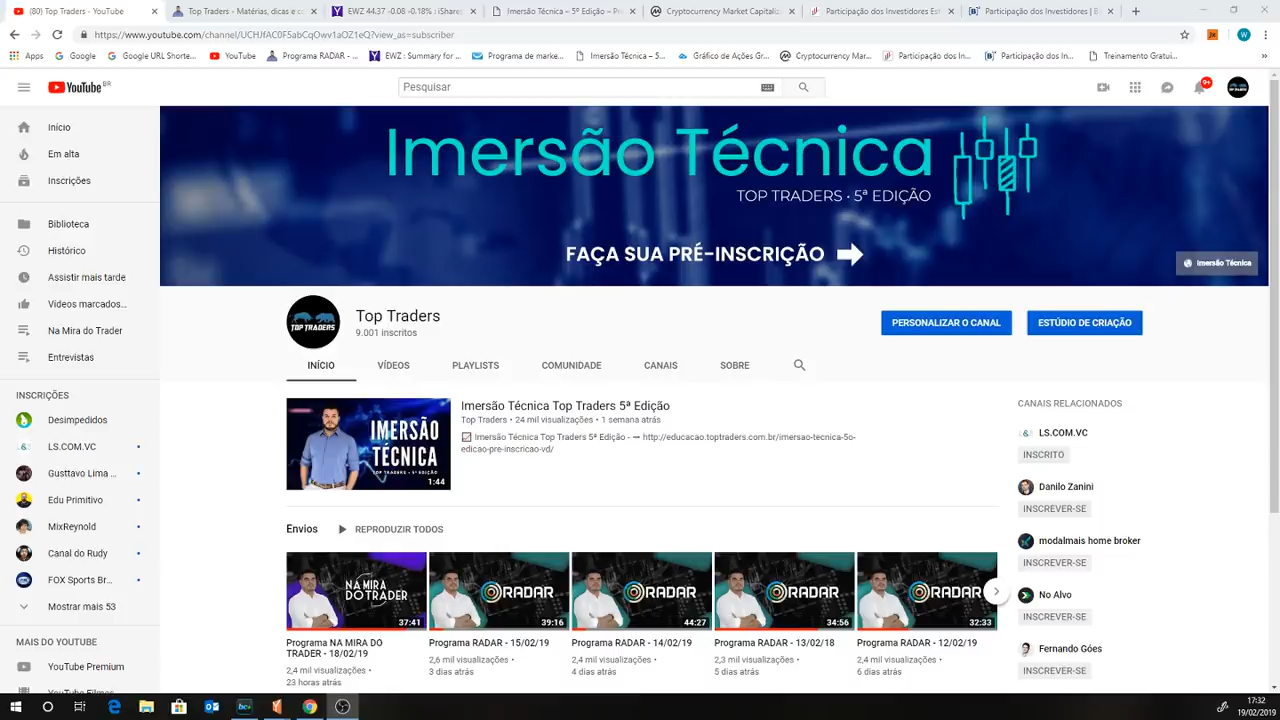 (80) Top Traders - YouTube
Top Traders - Matérias, dicas e co
EWZ 44.37 -0.08 -0.18% : iShare
Imersão Técnica – 5ª Edição – Pr
Cryptocurrency Market Capitaliz
Participação dos Investidores Est
Participação dos Investidores | B
https://www.youtube.com/channel/UCHJfAC0F5abCqOwv1aOZ1eQ?view_as=subscriber
Apps
Google
Google URL Shorte...
YouTube
Programa RADAR -...
EWZ : Summary for...
Programa de marke...
Imersão Técnica – 5...
Gráfico de Ações Gr...
Cryptocurrency Mar...
Participação dos In...
Participação dos In...
Treinamento Gratui...
YouTube BR
Pesquisar
9+
Início
Em alta
Inscrições
Biblioteca
Histórico
Assistir mais tarde
Vídeos marcados...
Na Mira do Trader
Entrevistas
INSCRIÇÕES
Desimpedidos
LS.COM.VC
Gusttavo Lima ...
Edu Primitivo
MixReynold
Canal do Rudy
FOX Sports Br...
Mostrar mais 53
MAIS DO YOUTUBE
YouTube Premium
YouTube Filmes
Imersão Técnica
TOP TRADERS · 5ª EDIÇÃO
FAÇA SUA PRÉ-INSCRIÇÃO
Imersão Técnica
TOP TRADERS
Top Traders
9.001 inscritos
PERSONALIZAR O CANAL
ESTÚDIO DE CRIAÇÃO
INÍCIO
VÍDEOS
PLAYLISTS
COMUNIDADE
CANAIS
SOBRE
IMERSÃO
TÉCNICA
TOP TRADERS · 5ª EDIÇÃO
1:44
Imersão Técnica Top Traders 5ª Edição
Top Traders • 24 mil visualizações • 1 semana atrás
Imersão Técnica Top Traders 5ª Edição - → http://educacao.toptraders.com.br/imersao-tecnica-5o-
edicao-pre-inscricao-vd/
Envios
REPRODUZIR TODOS
NA MIRA
DO TRADER
37:41
RADAR
39:16
RADAR
44:27
RADAR
34:56
RADAR
32:33
Programa NA MIRA DO
TRADER - 18/02/19
2,4 mil visualizações •
23 horas atrás
Programa RADAR - 15/02/19
2,6 mil visualizações •
3 dias atrás
Programa RADAR - 14/02/19
2,4 mil visualizações •
4 dias atrás
Programa RADAR - 13/02/18
2,3 mil visualizações •
5 dias atrás
Programa RADAR - 12/02/19
2,4 mil visualizações •
6 dias atrás
CANAIS RELACIONADOS
LS.COM.VC
INSCRITO
Danilo Zanini
INSCREVER-SE
modalmais home broker
INSCREVER-SE
No Alvo
INSCREVER-SE
Fernando Góes
INSCREVER-SE
17:32
19/02/2019